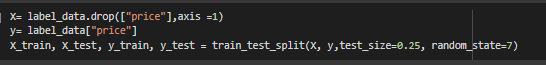 X= label_data.drop(["price"],axis =1)
y= label_data["price"]
X_train, X_test, y_train, y_test = train_test_split(X, y,test_size=0.25, random_state=7)